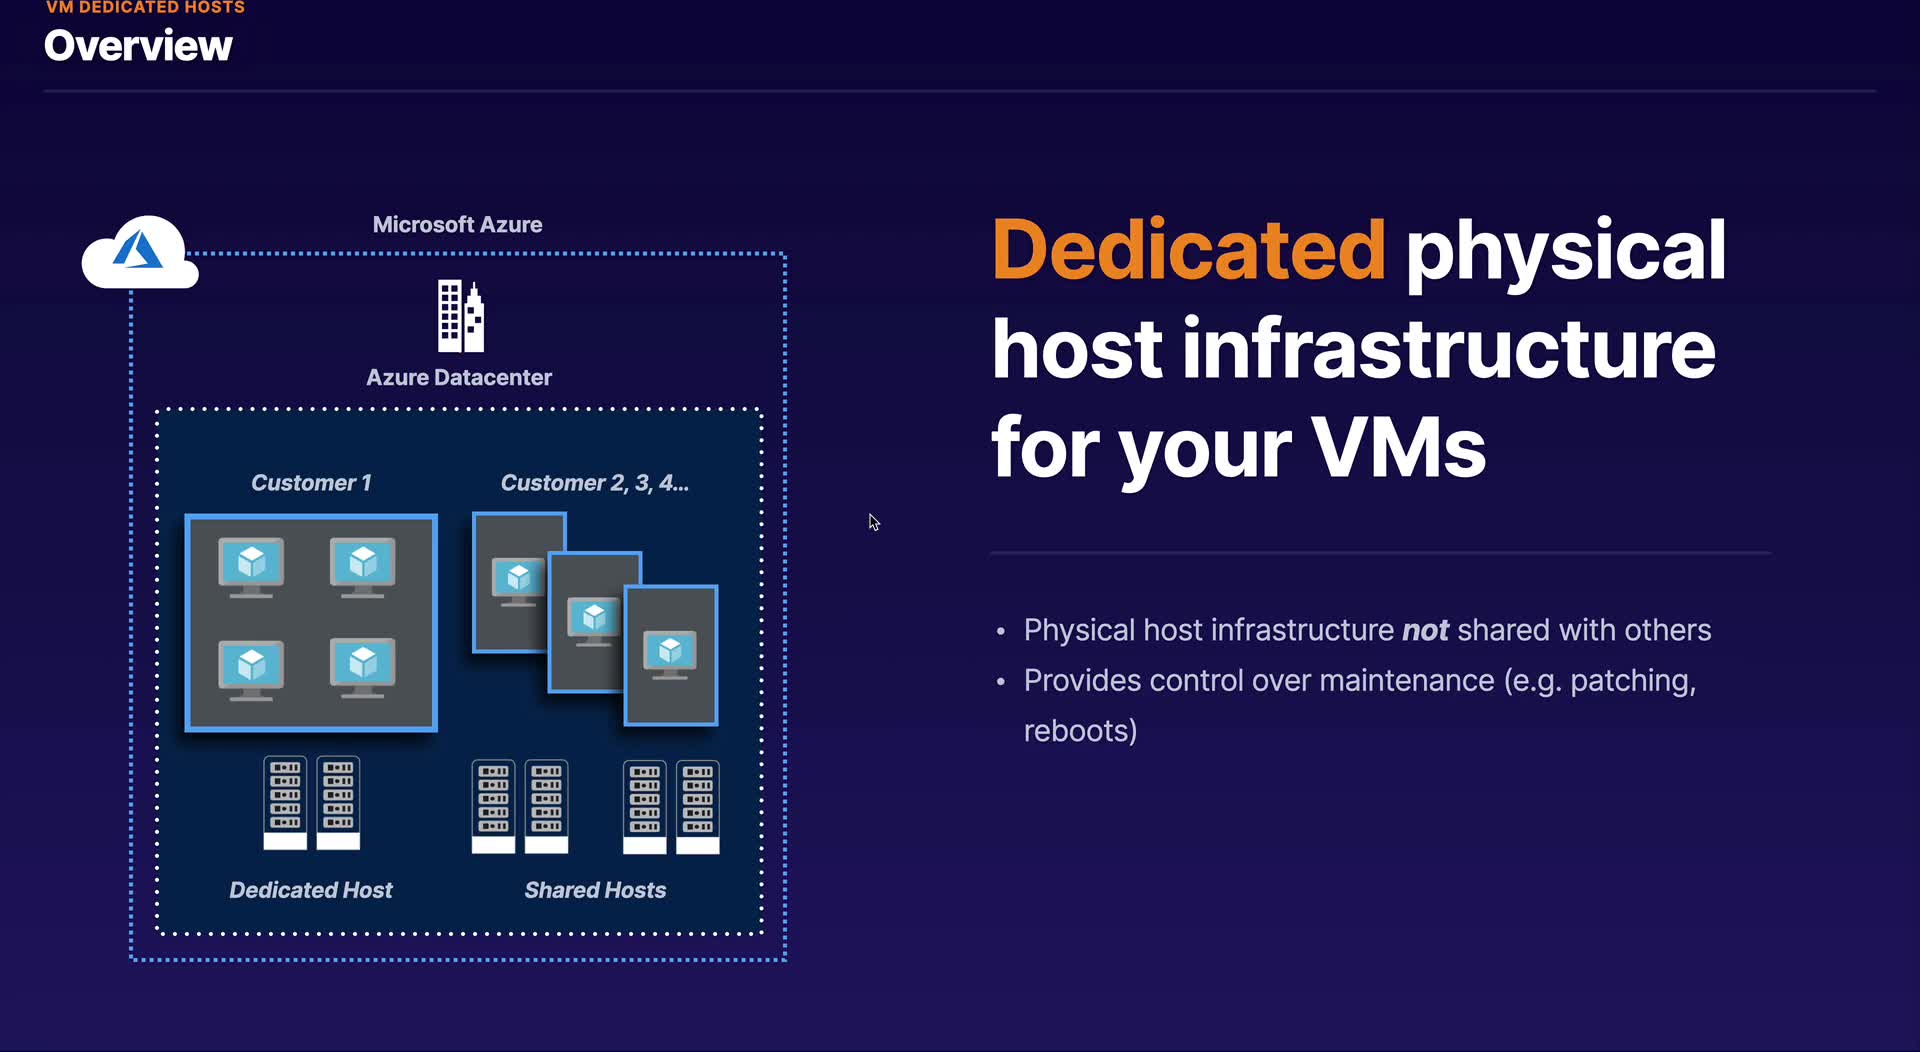 VM DEDICATED HOSTS
Overview
Microsoft Azure
Azure Datacenter
Customer 1
Customer 2, 3, 4...
Dedicated Host
Shared Hosts
Dedicated physical
host infrastructure
for your VMs
• Physical host infrastructure not shared with others
• Provides control over maintenance (e.g. patching,
reboots)